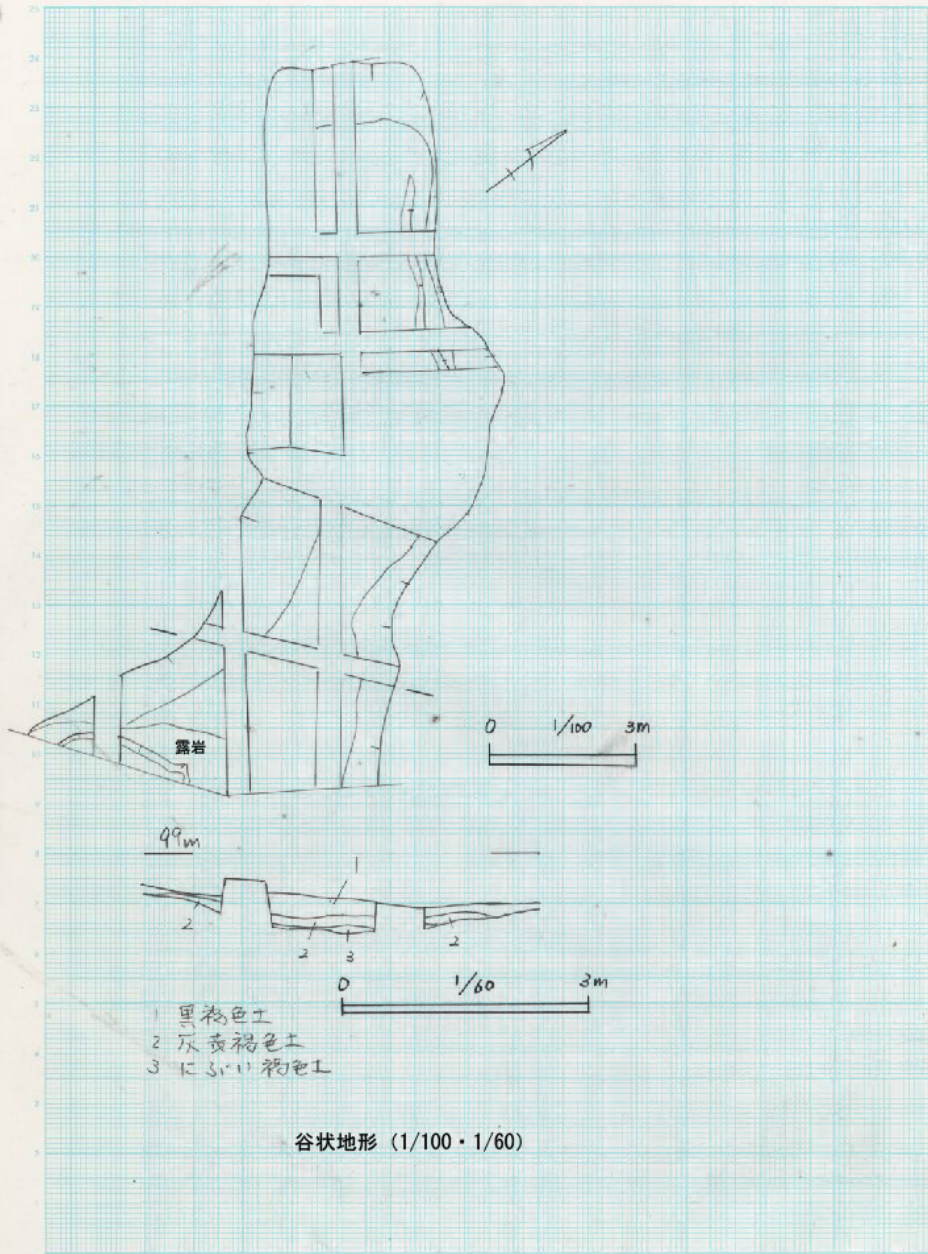 露岩
0 1/100 3m
99m
1
2
2 3
2
0 1/60 3m
1 黒褐色土
2 灰黄褐色土
3 にぶい褐色土
谷状地形 (1/100・1/60)